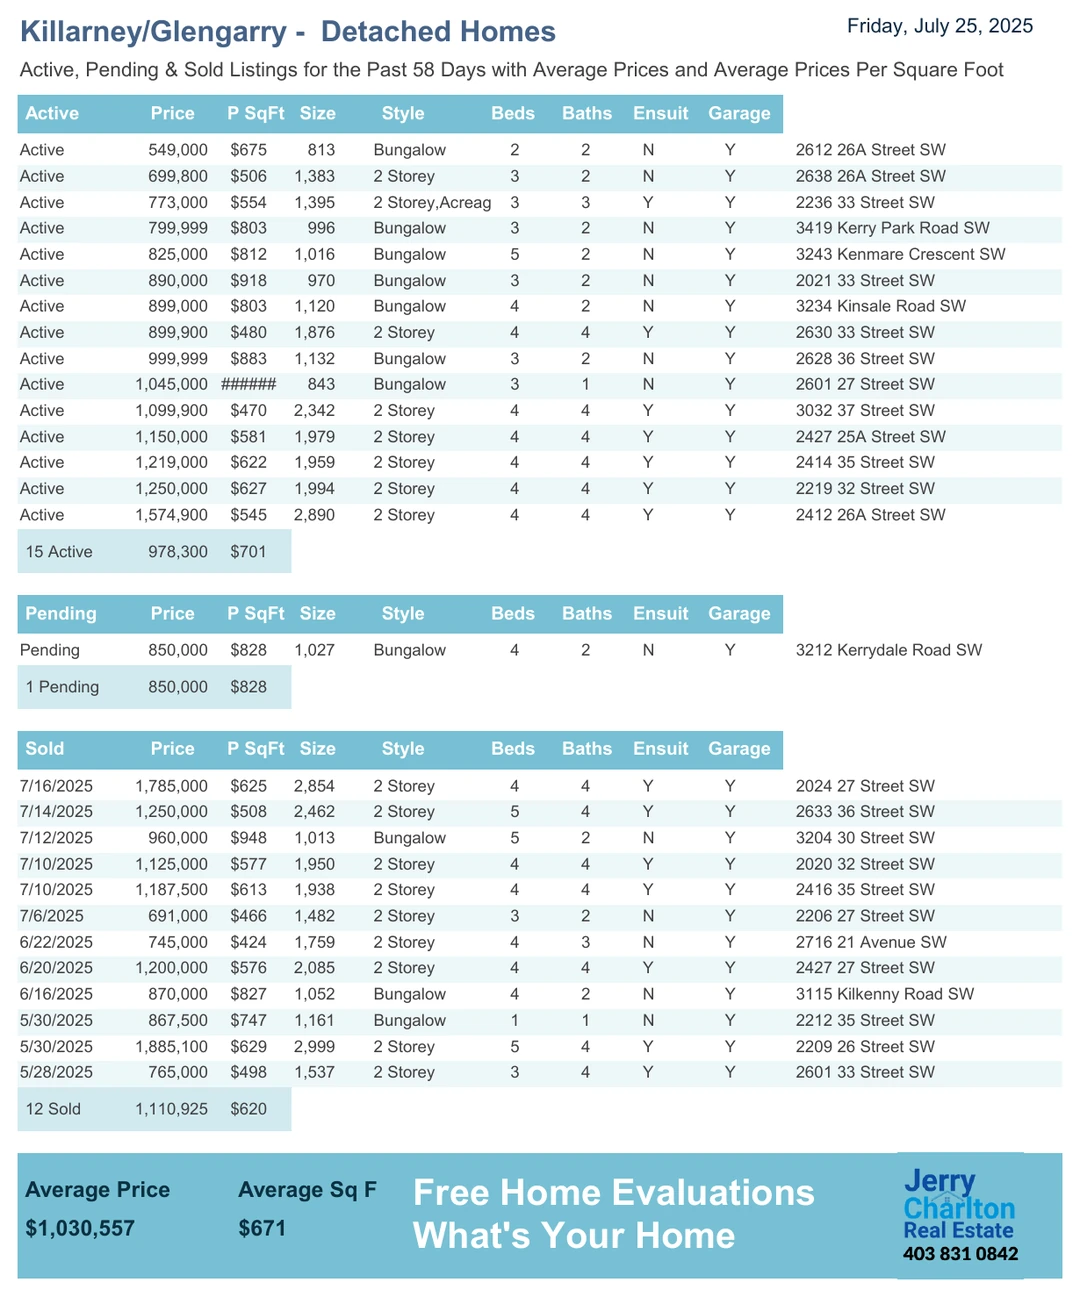 Killarney/Glengarry -  Detached Homes
Friday, July 25, 2025
Active, Pending & Sold Listings for the Past 58 Days with Average Prices and Average Prices Per Square Foot
Active Price P SqFt Size Style Beds Baths Ensuit Garage
Active 549,000 $675 813 Bungalow 2 2 N Y 2612 26A Street SW
Active 699,800 $506 1,383 2 Storey 3 2 N Y 2638 26A Street SW
Active 773,000 $554 1,395 2 Storey,Acreag 3 3 Y Y 2236 33 Street SW
Active 799,999 $803 996 Bungalow 3 2 N Y 3419 Kerry Park Road SW
Active 825,000 $812 1,016 Bungalow 5 2 N Y 3243 Kenmare Crescent SW
Active 890,000 $918 970 Bungalow 3 2 N Y 2021 33 Street SW
Active 899,000 $803 1,120 Bungalow 4 2 N Y 3234 Kinsale Road SW
Active 899,900 $480 1,876 2 Storey 4 4 Y Y 2630 33 Street SW
Active 999,999 $883 1,132 Bungalow 3 2 N Y 2628 36 Street SW
Active 1,045,000 ###### 843 Bungalow 3 1 N Y 2601 27 Street SW
Active 1,099,900 $470 2,342 2 Storey 4 4 Y Y 3032 37 Street SW
Active 1,150,000 $581 1,979 2 Storey 4 4 Y Y 2427 25A Street SW
Active 1,219,000 $622 1,959 2 Storey 4 4 Y Y 2414 35 Street SW
Active 1,250,000 $627 1,994 2 Storey 4 4 Y Y 2219 32 Street SW
Active 1,574,900 $545 2,890 2 Storey 4 4 Y Y 2412 26A Street SW
15 Active 978,300 $701
Pending Price P SqFt Size Style Beds Baths Ensuit Garage
Pending 850,000 $828 1,027 Bungalow 4 2 N Y 3212 Kerrydale Road SW
1 Pending 850,000 $828
Sold Price P SqFt Size Style Beds Baths Ensuit Garage
7/16/2025 1,785,000 $625 2,854 2 Storey 4 4 Y Y 2024 27 Street SW
7/14/2025 1,250,000 $508 2,462 2 Storey 5 4 Y Y 2633 36 Street SW
7/12/2025 960,000 $948 1,013 Bungalow 5 2 N Y 3204 30 Street SW
7/10/2025 1,125,000 $577 1,950 2 Storey 4 4 Y Y 2020 32 Street SW
7/10/2025 1,187,500 $613 1,938 2 Storey 4 4 Y Y 2416 35 Street SW
7/6/2025 691,000 $466 1,482 2 Storey 3 2 N Y 2206 27 Street SW
6/22/2025 745,000 $424 1,759 2 Storey 4 3 N Y 2716 21 Avenue SW
6/20/2025 1,200,000 $576 2,085 2 Storey 4 4 Y Y 2427 27 Street SW
6/16/2025 870,000 $827 1,052 Bungalow 4 2 N Y 3115 Kilkenny Road SW
5/30/2025 867,500 $747 1,161 Bungalow 1 1 N Y 2212 35 Street SW
5/30/2025 1,885,100 $629 2,999 2 Storey 5 4 Y Y 2209 26 Street SW
5/28/2025 765,000 $498 1,537 2 Storey 3 4 Y Y 2601 33 Street SW
12 Sold 1,110,925 $620
Average Price Average Sq F
$1,030,557 $671
Free Home Evaluations
What's Your Home
Jerry
Charlton
Real Estate
403 831 0842